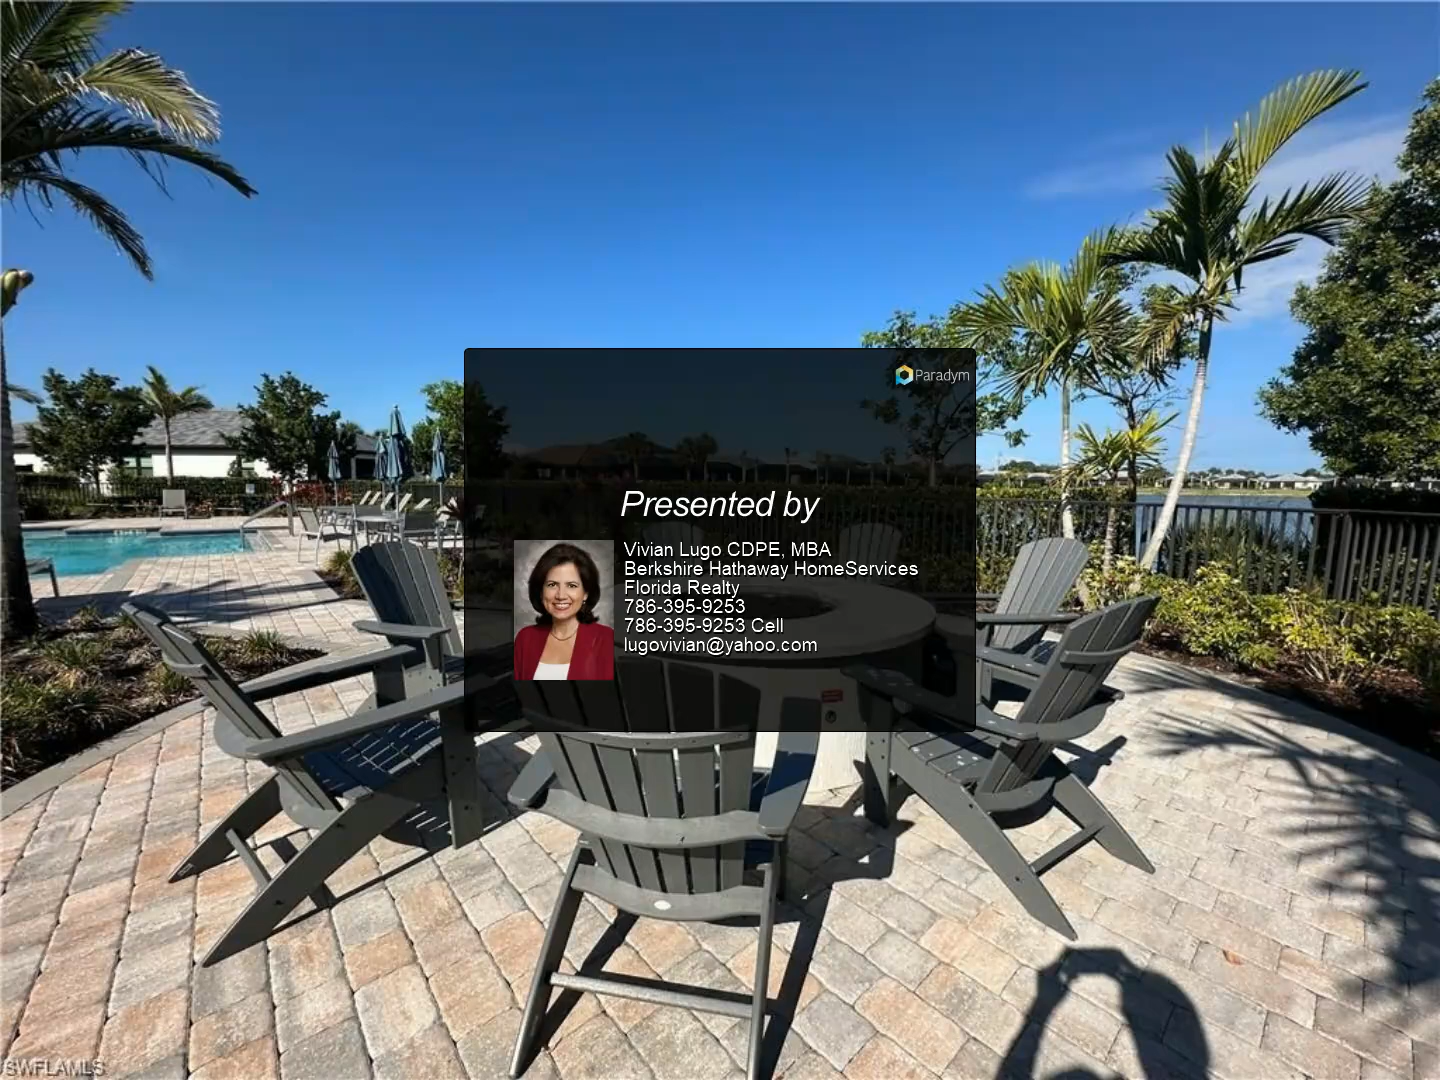 Paradym
Presented by
Vivian Lugo CDPE, MBA
Berkshire Hathaway HomeServices
Florida Realty
786-395-9253
786-395-9253 Cell
lugovivian@yahoo.com
SWFLAMLS